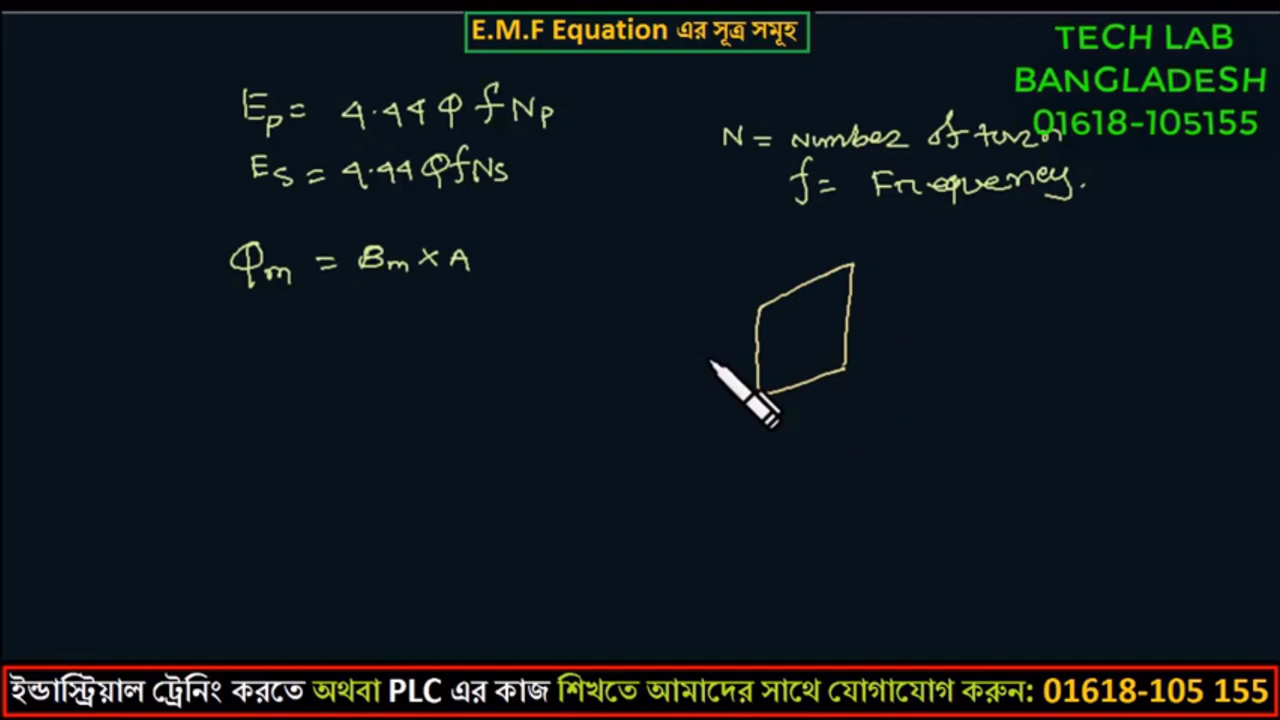 E.M.F Equation এর সূত্র সমূহ
TECH LAB
BANGLADESH
01618-105155
Ep = 4.44 φ f Np
Es = 4.44 φ f Ns
N = Number of turn
f = Frequency.
φm = Bm × A
ইন্ডাস্ট্রিয়াল ট্রেনিং করতে অথবা PLC এর কাজ শিখতে আমাদের সাথে যোগাযোগ করুন: 01618-105 155